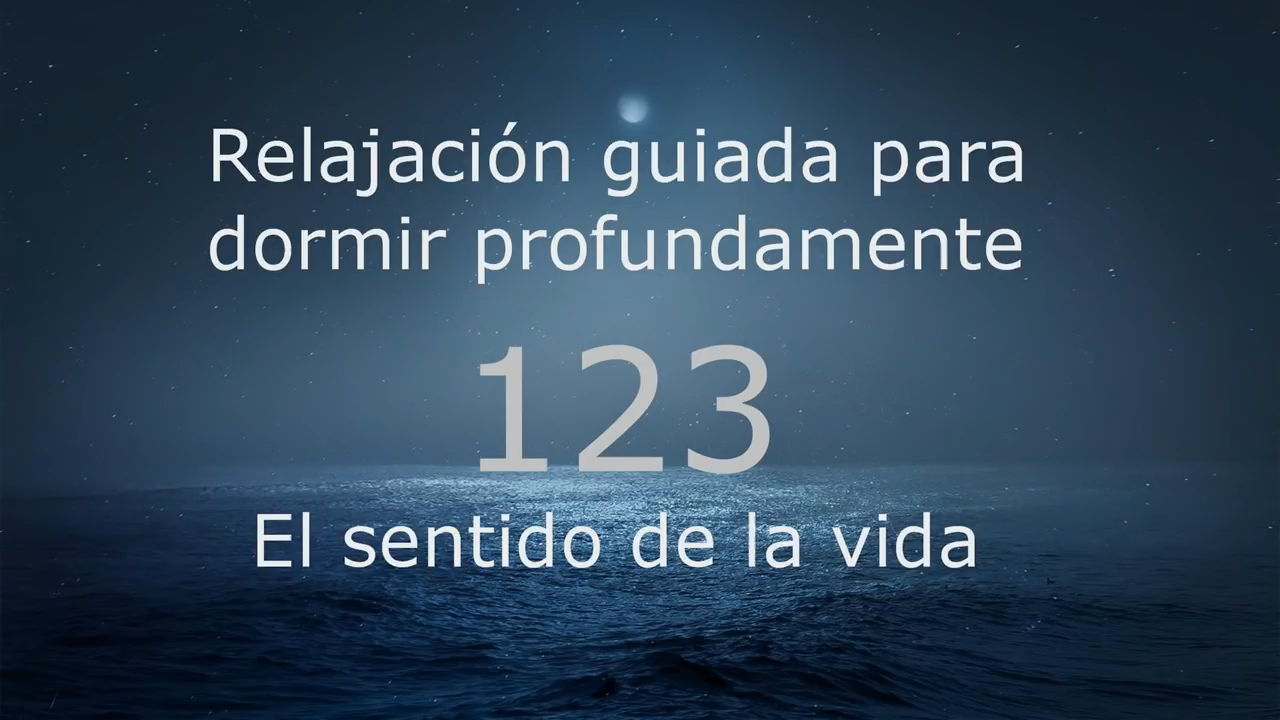 Relajación guiada para
dormir profundamente
123
El sentido de la vida